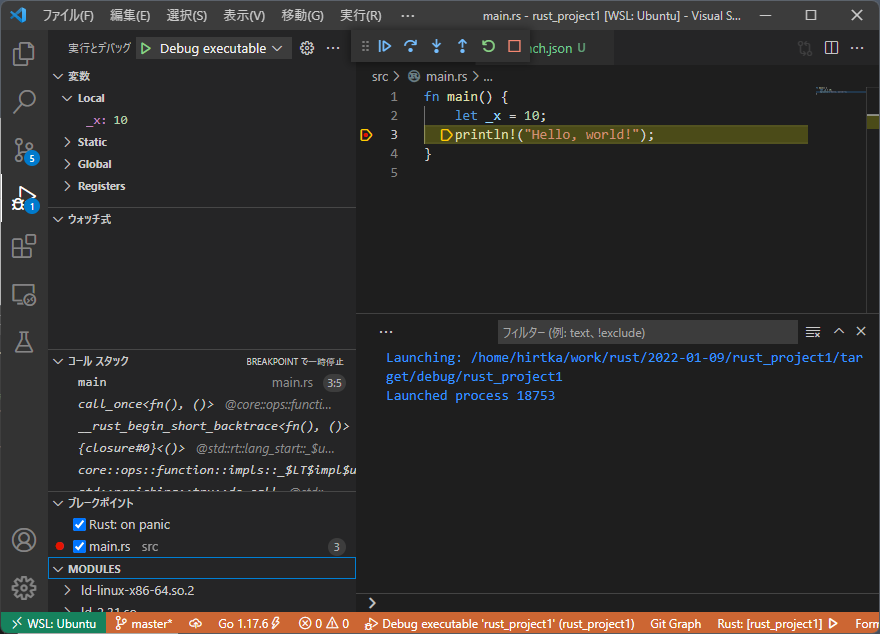 ファイル(F) 編集(E) 選択(S) 表示(V) 移動(G) 実行(R) ··· main.rs - rust_project1 [WSL: Ubuntu] - Visual S...
実行とデバッグ Debug executable ··· nch.json U ···
変数
Local
_x: 10
Static
Global
Registers
ウォッチ式
コール スタック BREAKPOINT で一時停止
main main.rs 3:5
call_once<fn(), ()> @core::ops::functi...
__rust_begin_short_backtrace<fn(), ()>
{closure#0}<()> @std::rt::lang_start::_$u...
core::ops::function::impls::_$LT$impl$u
ブレークポイント
Rust: on panic
main.rs src 3
MODULES
ld-linux-x86-64.so.2
5
1
src > main.rs > ...
1 fn main() {
2 let _x = 10;
3 println!("Hello, world!");
4 }
5
··· フィルター (例: text、!exclude)
Launching: /home/hirtka/work/rust/2022-01-09/rust_project1/tar
get/debug/rust_project1
Launched process 18753
>
WSL: Ubuntu master* Go 1.17.6 0 0 Debug executable 'rust_project1' (rust_project1) Git Graph Rust: [rust_project1] Form